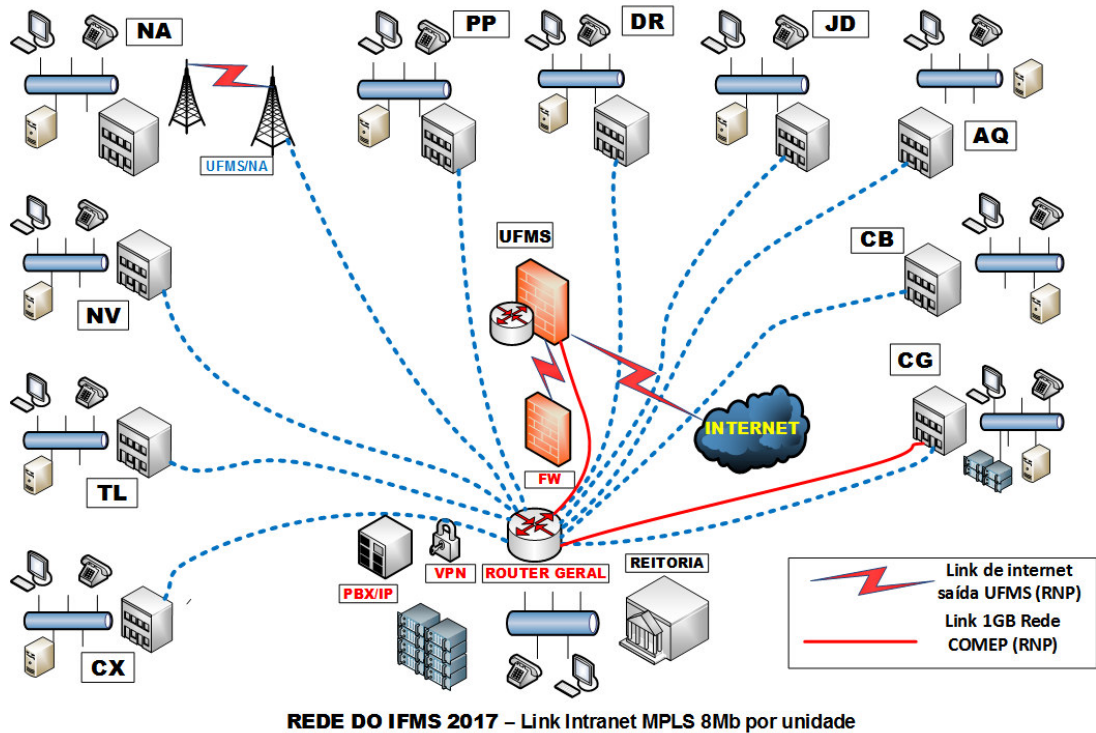 NA
PP
DR
JD
AQ
UFMS/NA
NV
UFMS
CB
CG
INTERNET
TL
FW
VPN
ROUTER GERAL
REITORIA
PBX/IP
CX
Link de internet
saída UFMS (RNP)
Link 1GB Rede
COMEP (RNP)
REDE DO IFMS 2017 – Link Intranet MPLS 8Mb por unidade